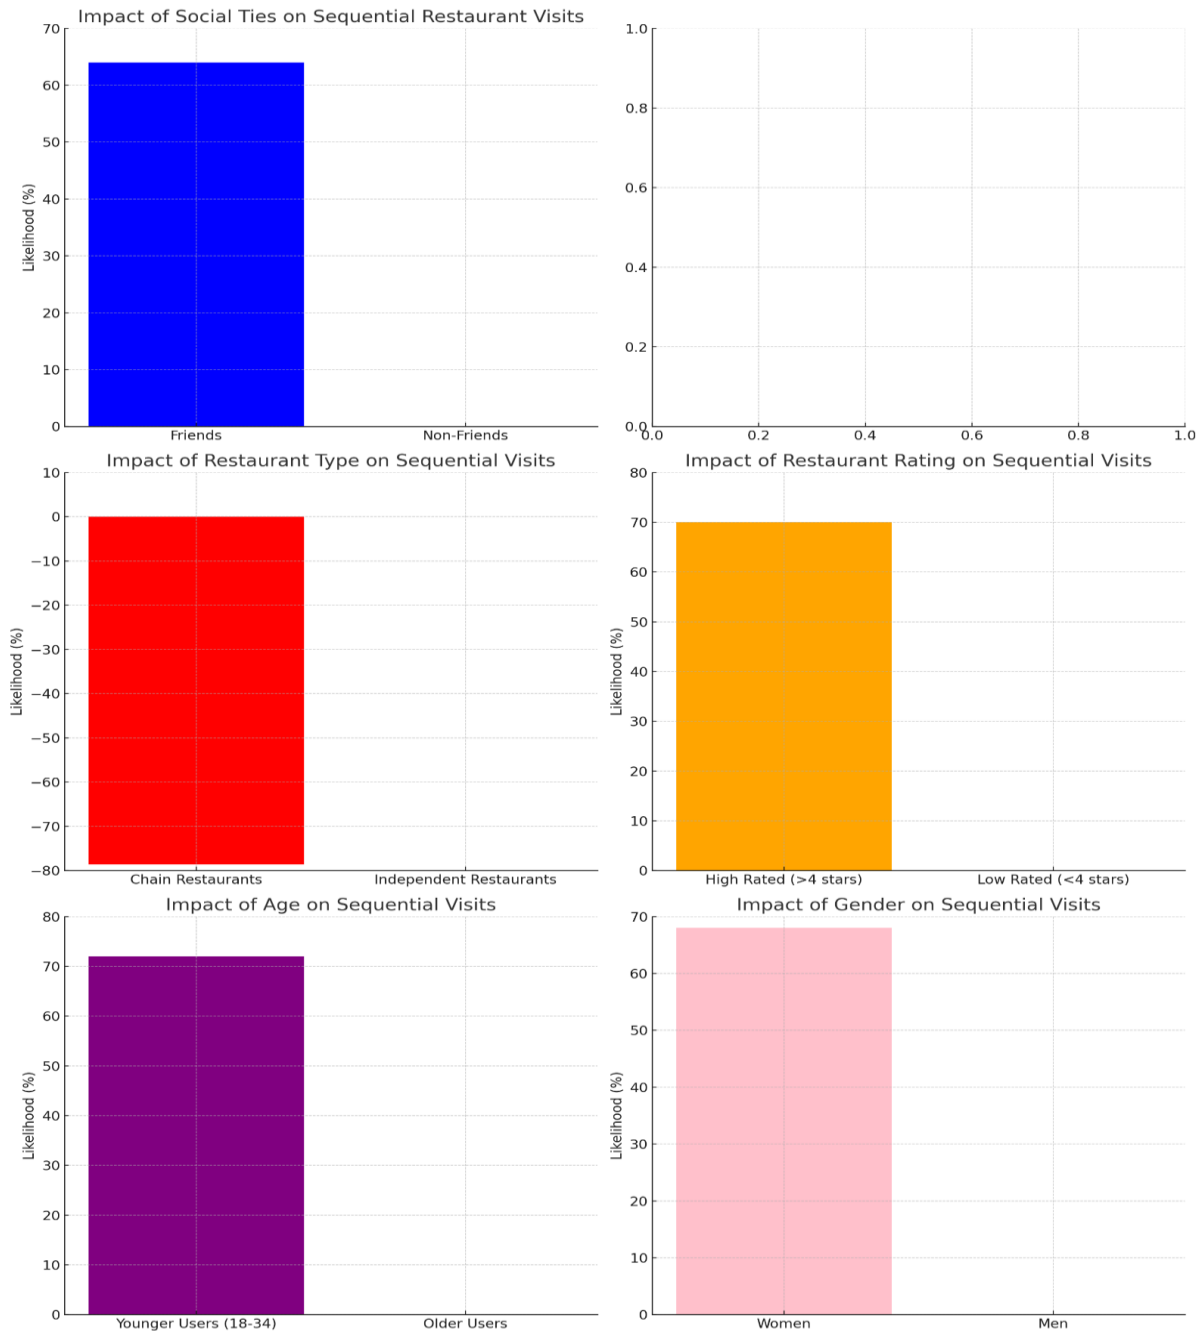 Impact of Social Ties on Sequential Restaurant Visits
70
60
50
40
30
20
10
0
Likelihood (%)
Friends
Non-Friends
1.0
0.8
0.6
0.4
0.2
0.0
0.0
0.2
0.4
0.6
0.8
1.0
Impact of Restaurant Type on Sequential Visits
10
0
−10
−20
−30
−40
−50
−60
−70
−80
Likelihood (%)
Chain Restaurants
Independent Restaurants
Impact of Restaurant Rating on Sequential Visits
80
70
60
50
40
30
20
10
0
Likelihood (%)
High Rated (>4 stars)
Low Rated (<4 stars)
Impact of Age on Sequential Visits
80
70
60
50
40
30
20
10
0
Likelihood (%)
Younger Users (18-34)
Older Users
Impact of Gender on Sequential Visits
70
60
50
40
30
20
10
0
Likelihood (%)
Women
Men